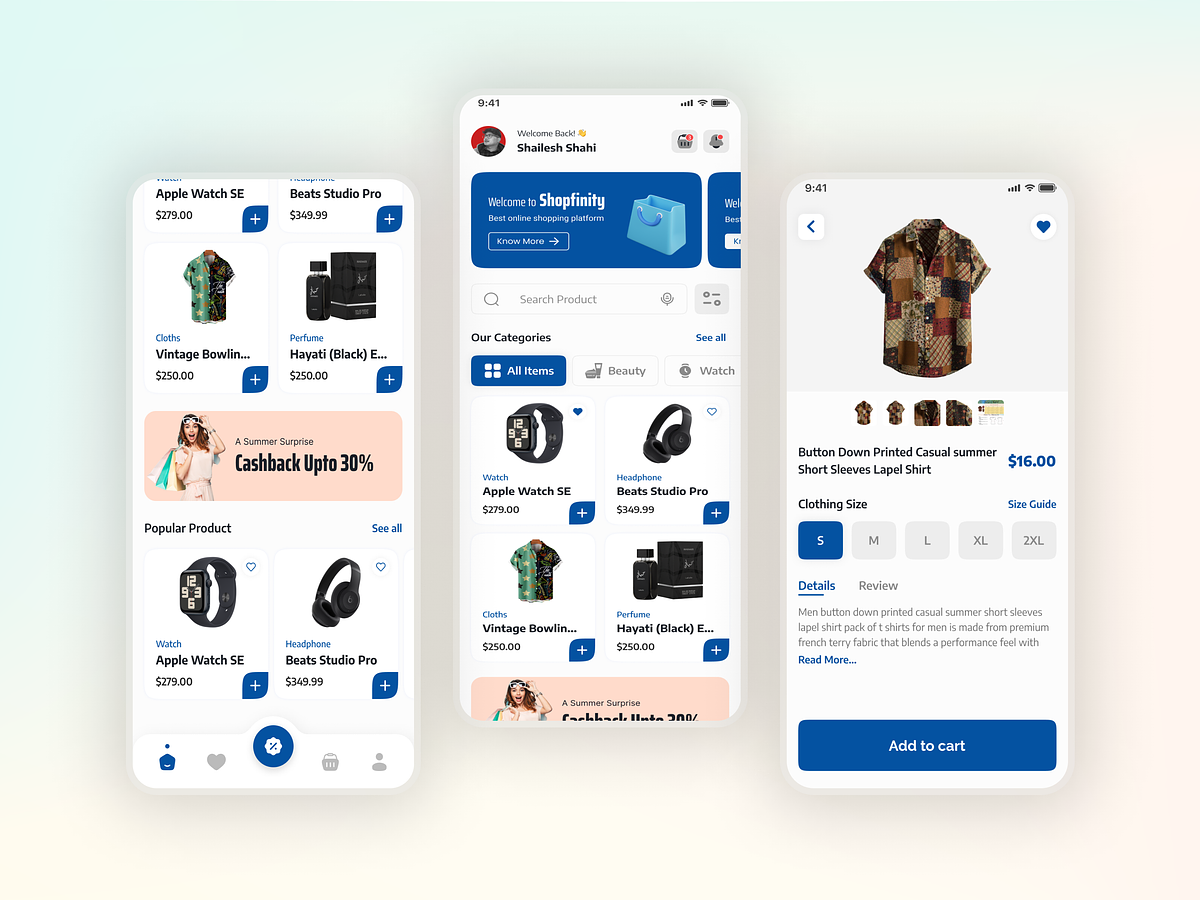 Watch
Headphone
Apple Watch SE
Beats Studio Pro
$279.00
$349.99
Cloths
Perfume
Vintage Bowlin...
Hayati (Black) E...
$250.00
$250.00
A Summer Surprise
Cashback Upto 30%
Popular Product
See all
Watch
Headphone
Apple Watch SE
Beats Studio Pro
$279.00
$349.99
9:41
Welcome Back! 👋
Shailesh Shahi
3
Welcome to Shopfinity
Best online shopping platform
Know More
Wel
Best
Kn
Search Product
Our Categories
See all
All Items
Beauty
Watch
Watch
Headphone
Apple Watch SE
Beats Studio Pro
$279.00
$349.99
Cloths
Perfume
Vintage Bowlin...
Hayati (Black) E...
$250.00
$250.00
A Summer Surprise
Cashback Upto 30%
9:41
Button Down Printed Casual summer
Short Sleeves Lapel Shirt
$16.00
Clothing Size
Size Guide
S
M
L
XL
2XL
Details
Review
Men button down printed casual summer short sleeves
lapel shirt pack of t shirts for men is made from premium
french terry fabric that blends a performance feel with
Read More...
Add to cart